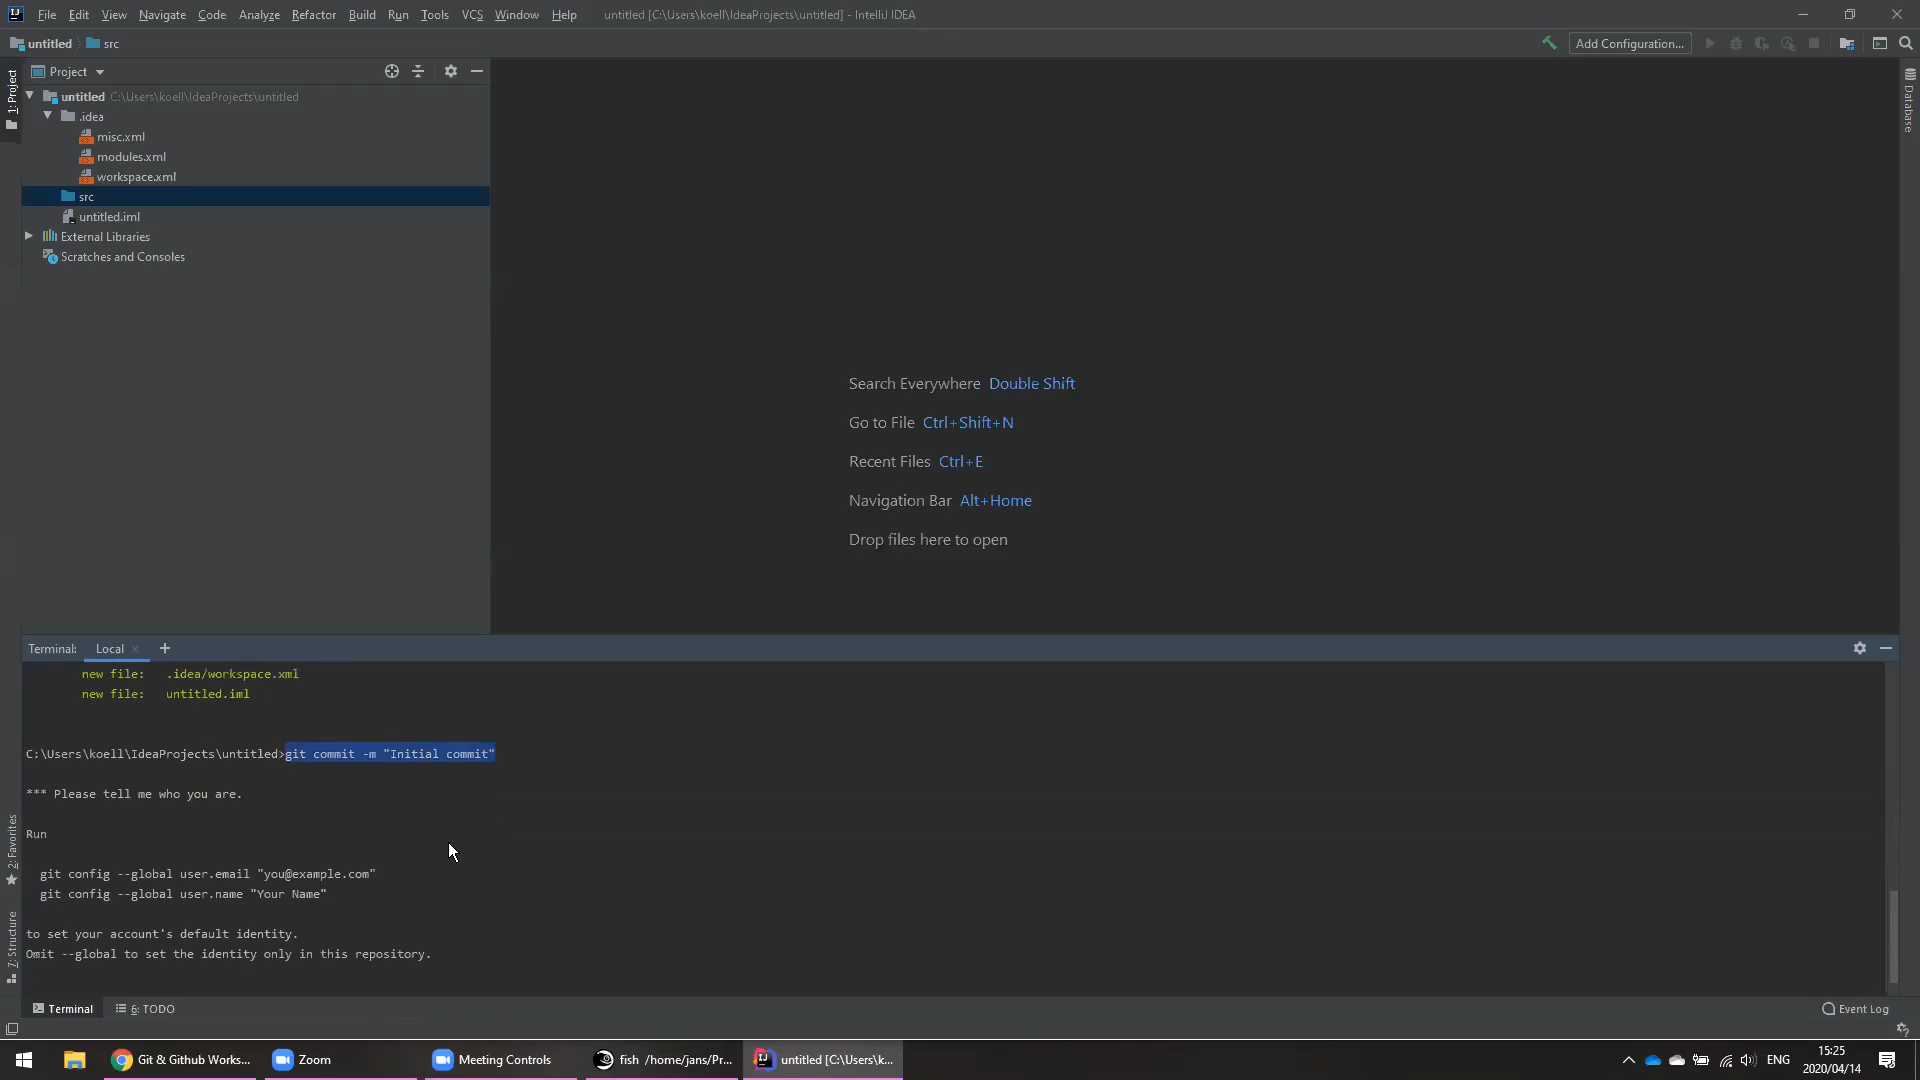 File Edit View Navigate Code Analyze Refactor Build Run Tools VCS Window Help untitled [C:\Users\koell\IdeaProjects\untitled] - IntelliJ IDEA
untitled src
Add Configuration...
Project
1: Project
Database
untitled C:\Users\koell\IdeaProjects\untitled
.idea
misc.xml
modules.xml
workspace.xml
src
untitled.iml
External Libraries
Scratches and Consoles
Search Everywhere Double Shift
Go to File Ctrl+Shift+N
Recent Files Ctrl+E
Navigation Bar Alt+Home
Drop files here to open
Terminal: Local
new file: .idea/workspace.xml
new file: untitled.iml
C:\Users\koell\IdeaProjects\untitled>git commit -m "Initial commit"
*** Please tell me who you are.
Run
git config --global user.email "you@example.com"
git config --global user.name "Your Name"
to set your account's default identity.
Omit --global to set the identity only in this repository.
2: Favorites
7: Structure
Terminal 6: TODO
Event Log
Git & Github Works...
Zoom
Meeting Controls
fish /home/jans/Pr...
untitled [C:\Users\k...
ENG
15:25
2020/04/14